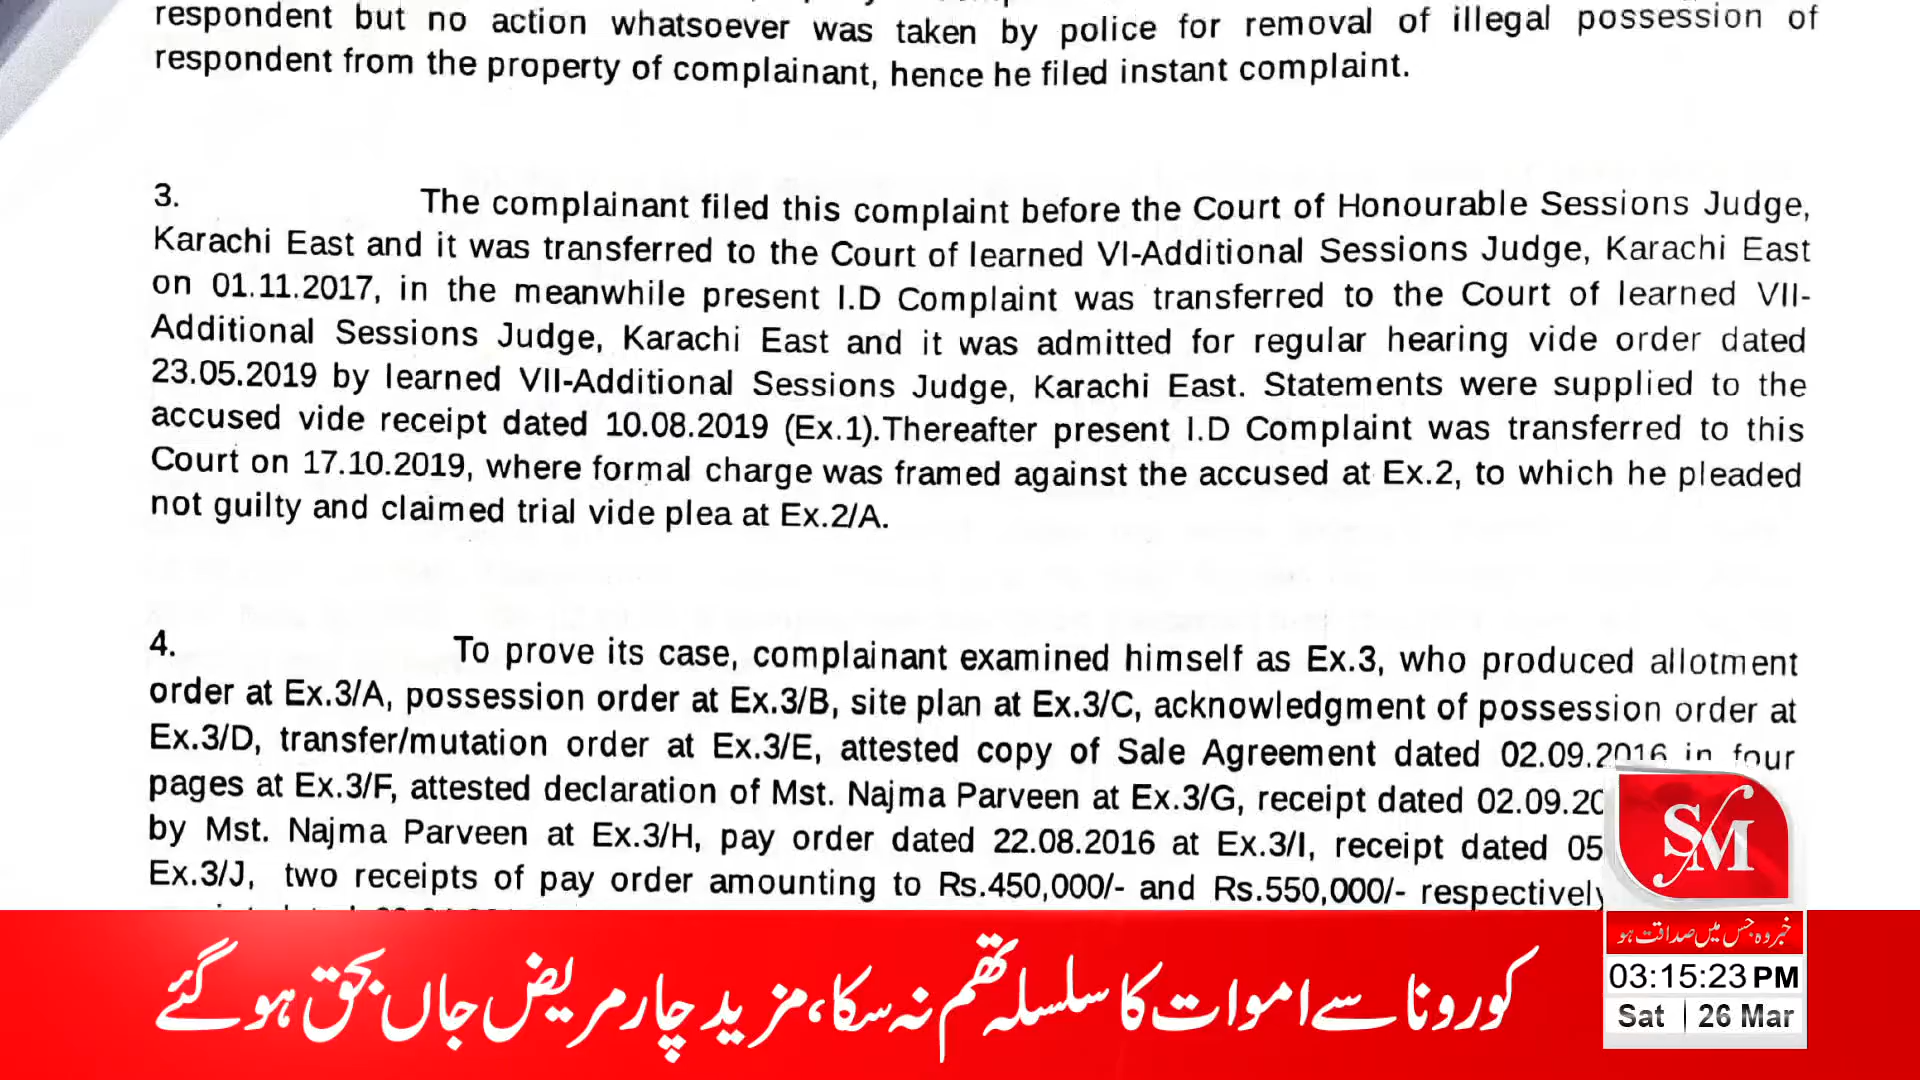 respondent but no action whatsoever was taken by police for removal of illegal possession of
respondent from the property of complainant, hence he filed instant complaint.
3. The complainant filed this complaint before the Court of Honourable Sessions Judge,
Karachi East and it was transferred to the Court of learned VI-Additional Sessions Judge, Karachi East
on 01.11.2017, in the meanwhile present I.D Complaint was transferred to the Court of learned VII-
Additional Sessions Judge, Karachi East and it was admitted for regular hearing vide order dated
23.05.2019 by learned VII-Additional Sessions Judge, Karachi East. Statements were supplied to the
accused vide receipt dated 10.08.2019 (Ex.1).Thereafter present I.D Complaint was transferred to this
Court on 17.10.2019, where formal charge was framed against the accused at Ex.2, to which he pleaded
not guilty and claimed trial vide plea at Ex.2/A.
4. To prove its case, complainant examined himself as Ex.3, who produced allotment
order at Ex.3/A, possession order at Ex.3/B, site plan at Ex.3/C, acknowledgment of possession order at
Ex.3/D, transfer/mutation order at Ex.3/E, attested copy of Sale Agreement dated 02.09.2016 in four
pages at Ex.3/F, attested declaration of Mst. Najma Parveen at Ex.3/G, receipt dated 02.09.20
by Mst. Najma Parveen at Ex.3/H, pay order dated 22.08.2016 at Ex.3/I, receipt dated 05
Ex.3/J, two receipts of pay order amounting to Rs.450,000/- and Rs.550,000/- respectively
SM
خبر وہ جس میں صداقت ہو
03:15:23 PM
Sat 26 Mar
کورونا سے اموات کا سلسلہ تھم نہ سکا، مزید چار مریض جاں بحق ہو گئے